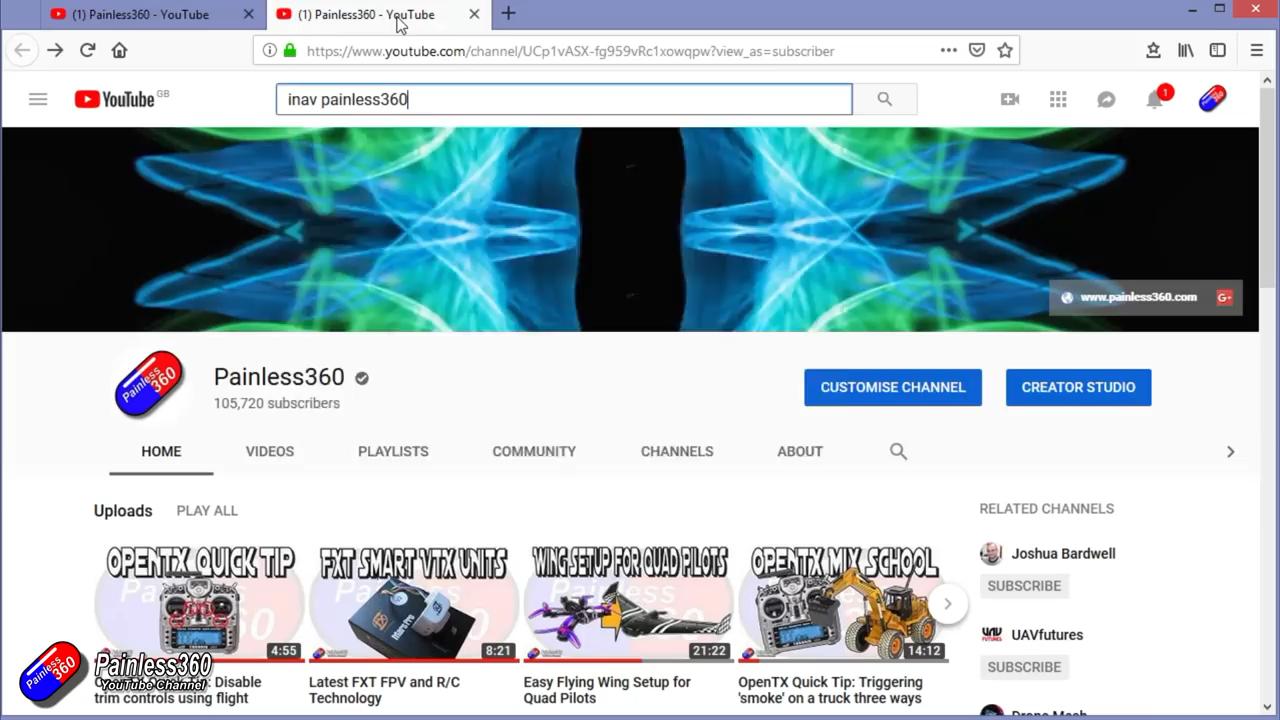 (1) Painless360 - YouTube
(1) Painless360 - YouTube
https://www.youtube.com/channel/UCp1vASX-fg959vRc1xowqpw?view_as=subscriber
YouTube GB
inav painless360
1
www.painless360.com
G+
Painless360
Painless360
105,720 subscribers
CUSTOMISE CHANNEL
CREATOR STUDIO
HOME
VIDEOS
PLAYLISTS
COMMUNITY
CHANNELS
ABOUT
Uploads
PLAY ALL
RELATED CHANNELS
OPENTX QUICK TIP
FXT SMART VTX UNITS
WING SETUP FOR QUAD PILOTS
OPENTX MIX SCHOOL
4:55
8:21
21:22
14:12
Joshua Bardwell
SUBSCRIBE
UAVfutures
SUBSCRIBE
Disable
trim controls using flight
Latest FXT FPV and R/C
Technology
Easy Flying Wing Setup for
Quad Pilots
OpenTX Quick Tip: Triggering
'smoke' on a truck three ways
Painless 360
Painless360
YouTube Channel